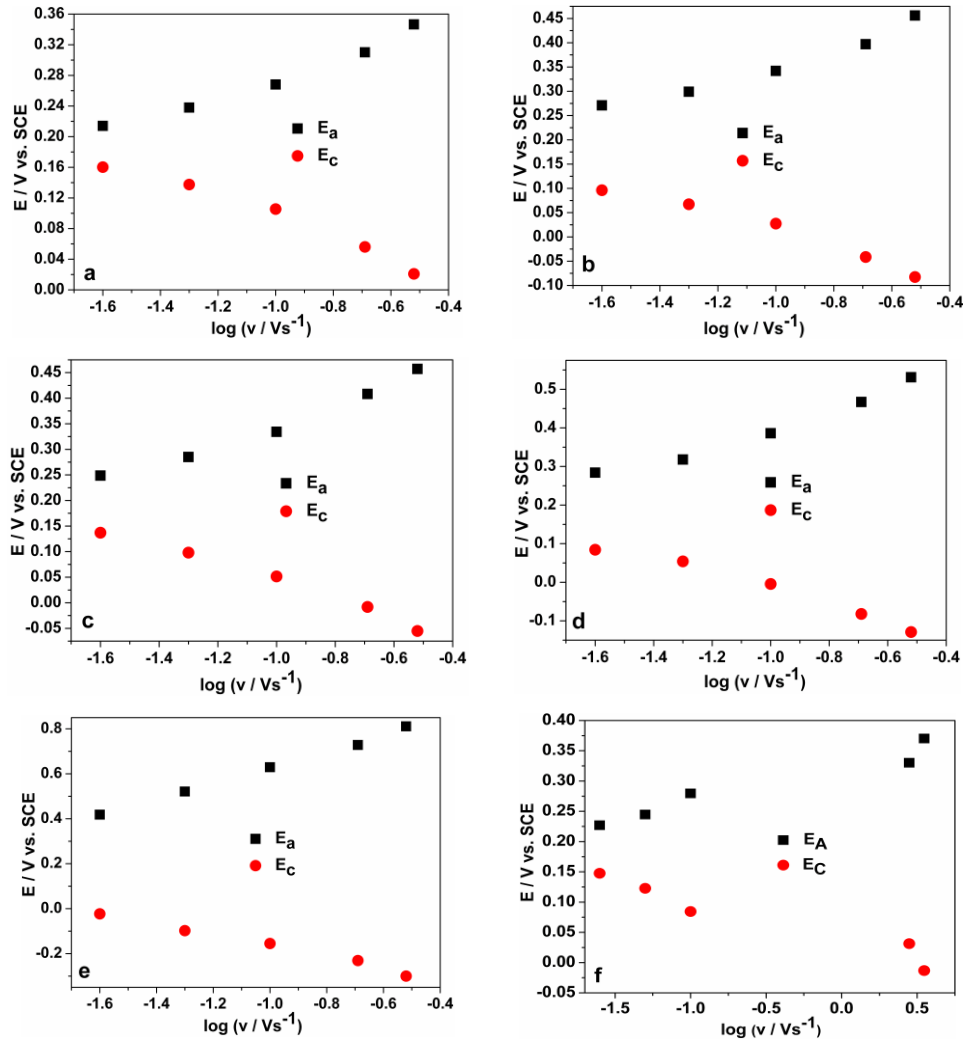 E / V vs. SCE
0.36
0.32
0.28
0.24
0.20
0.16
0.12
0.08
0.04
0.00
Ea
Ec
a
-1.6 -1.4 -1.2 -1.0 -0.8 -0.6 -0.4
log (v / Vs-1)
E / V vs. SCE
0.45
0.40
0.35
0.30
0.25
0.20
0.15
0.10
0.05
0.00
-0.05
-0.10
Ea
Ec
b
-1.6 -1.4 -1.2 -1.0 -0.8 -0.6 -0.4
log (v / Vs-1)
E / V vs. SCE
0.45
0.40
0.35
0.30
0.25
0.20
0.15
0.10
0.05
0.00
-0.05
Ea
Ec
c
-1.6 -1.4 -1.2 -1.0 -0.8 -0.6 -0.4
log (v / Vs-1)
E / V vs. SCE
0.5
0.4
0.3
0.2
0.1
0.0
-0.1
Ea
Ec
d
-1.6 -1.4 -1.2 -1.0 -0.8 -0.6 -0.4
log (v / Vs-1)
E / V vs. SCE
0.8
0.6
0.4
0.2
0.0
-0.2
Ea
Ec
e
-1.6 -1.4 -1.2 -1.0 -0.8 -0.6 -0.4
log (v / Vs-1)
E / V vs. SCE
0.40
0.35
0.30
0.25
0.20
0.15
0.10
0.05
0.00
-0.05
EA
EC
f
-1.5 -1.0 -0.5 0.0 0.5
log (v / Vs-1)